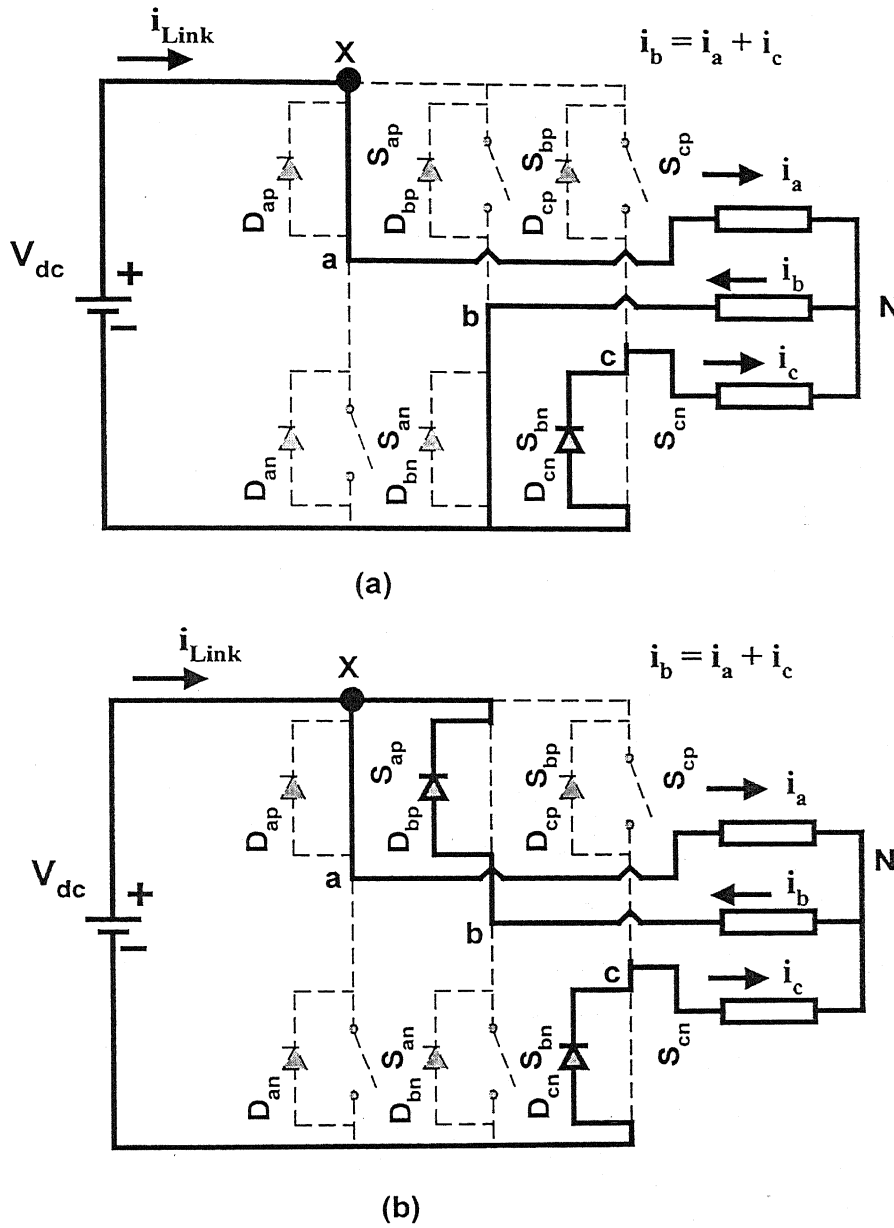 i_Link
X
i_b = i_a + i_c
D_ap
S_ap
D_bp
S_bp
D_cp
S_cp
i_a
V_dc
+
-
a
b
i_b
N
c
i_c
D_an
S_an
D_bn
S_bn
D_cn
S_cn
(a)
i_Link
X
i_b = i_a + i_c
D_ap
S_ap
D_bp
S_bp
D_cp
S_cp
i_a
V_dc
+
-
a
b
i_b
N
c
i_c
D_an
S_an
D_bn
S_bn
D_cn
S_cn
(b)